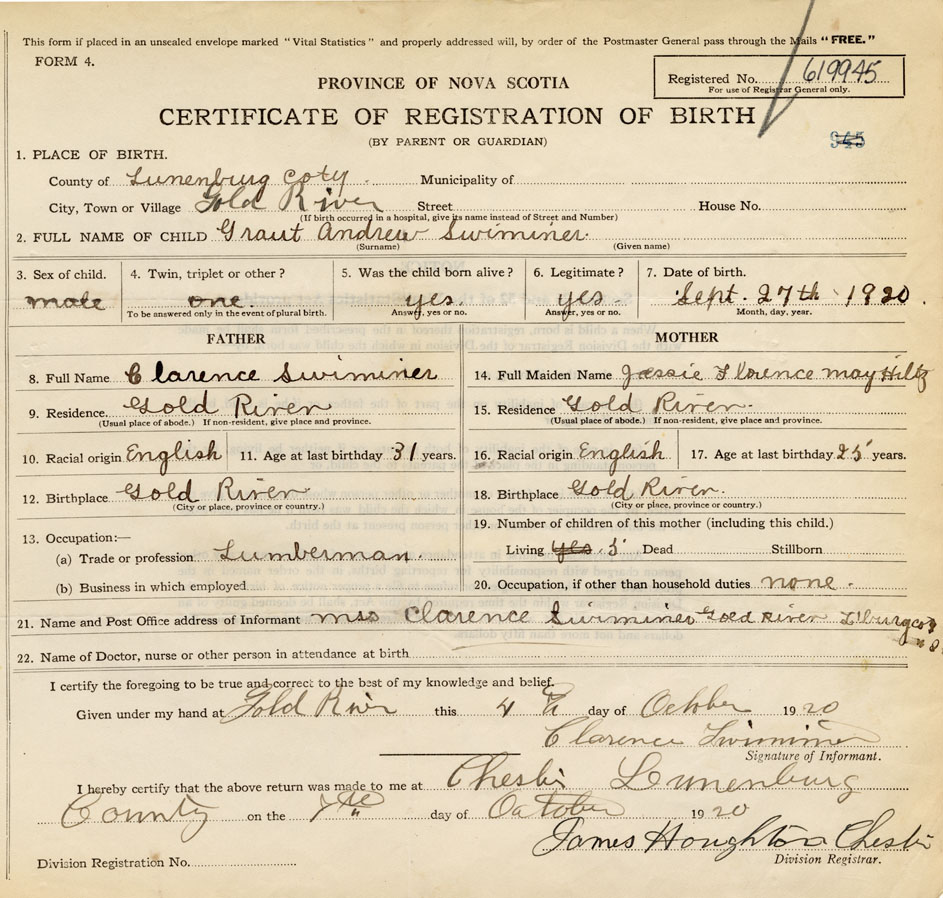 This form if placed in an unsealed envelope marked "Vital Statistics" and properly addressed will, by order of the Postmaster General pass through the Mails "FREE."
FORM 4.
PROVINCE OF NOVA SCOTIA
Registered No. 619945
For use of Registrar General only.
CERTIFICATE OF REGISTRATION OF BIRTH
(BY PARENT OR GUARDIAN)
945
1. PLACE OF BIRTH.
County of Lunenburg coty Municipality of
City, Town or Village Gold River Street House No.
(If birth occurred in a hospital, give its name instead of Street and Number)
2. FULL NAME OF CHILD Graut Andrew Swiminer
(Surname) (Given name)
3. Sex of child. 4. Twin, triplet or other? 5. Was the child born alive? 6. Legitimate? 7. Date of birth.
male one. yes. yes. Sept. 27th 1920.
To be answered only in the event of plural birth. Answer, yes or no. Answer, yes or no. Month, day, year.
FATHER MOTHER
8. Full Name Clarence Swiminer 14. Full Maiden Name Jessie Florence may Hiltz
9. Residence. Gold River 15. Residence Gold River.
(Usual place of abode.) If non-resident, give place and province. (Usual place of abode.) If non-resident, give place and province.
10. Racial origin English 11. Age at last birthday 31 years. 16. Racial origin English 17. Age at last birthday 25 years.
12. Birthplace Gold River 18. Birthplace Gold River.
(City or place, province or country.) (City or place, province or country.)
19. Number of children of this mother (including this child.)
13. Occupation:—
(a) Trade or profession Lumberman. Living yes. 5 Dead Stillborn
(b) Business in which employed 20. Occupation, if other than household duties none.
21. Name and Post Office address of Informant mss Clarence Swiminer Gold River L'burg co
22. Name of Doctor, nurse or other person in attendance at birth
I certify the foregoing to be true and correct to the best of my knowledge and belief.
Given under my hand at Gold River this 4th day of October 1920
Clarence Swiminer
Signature of Informant.
I hereby certify that the above return was made to me at Chester Lunenburg
County on the 7th day of October 1920
James Houghton Chester
Division Registrar.
Division Registration No.